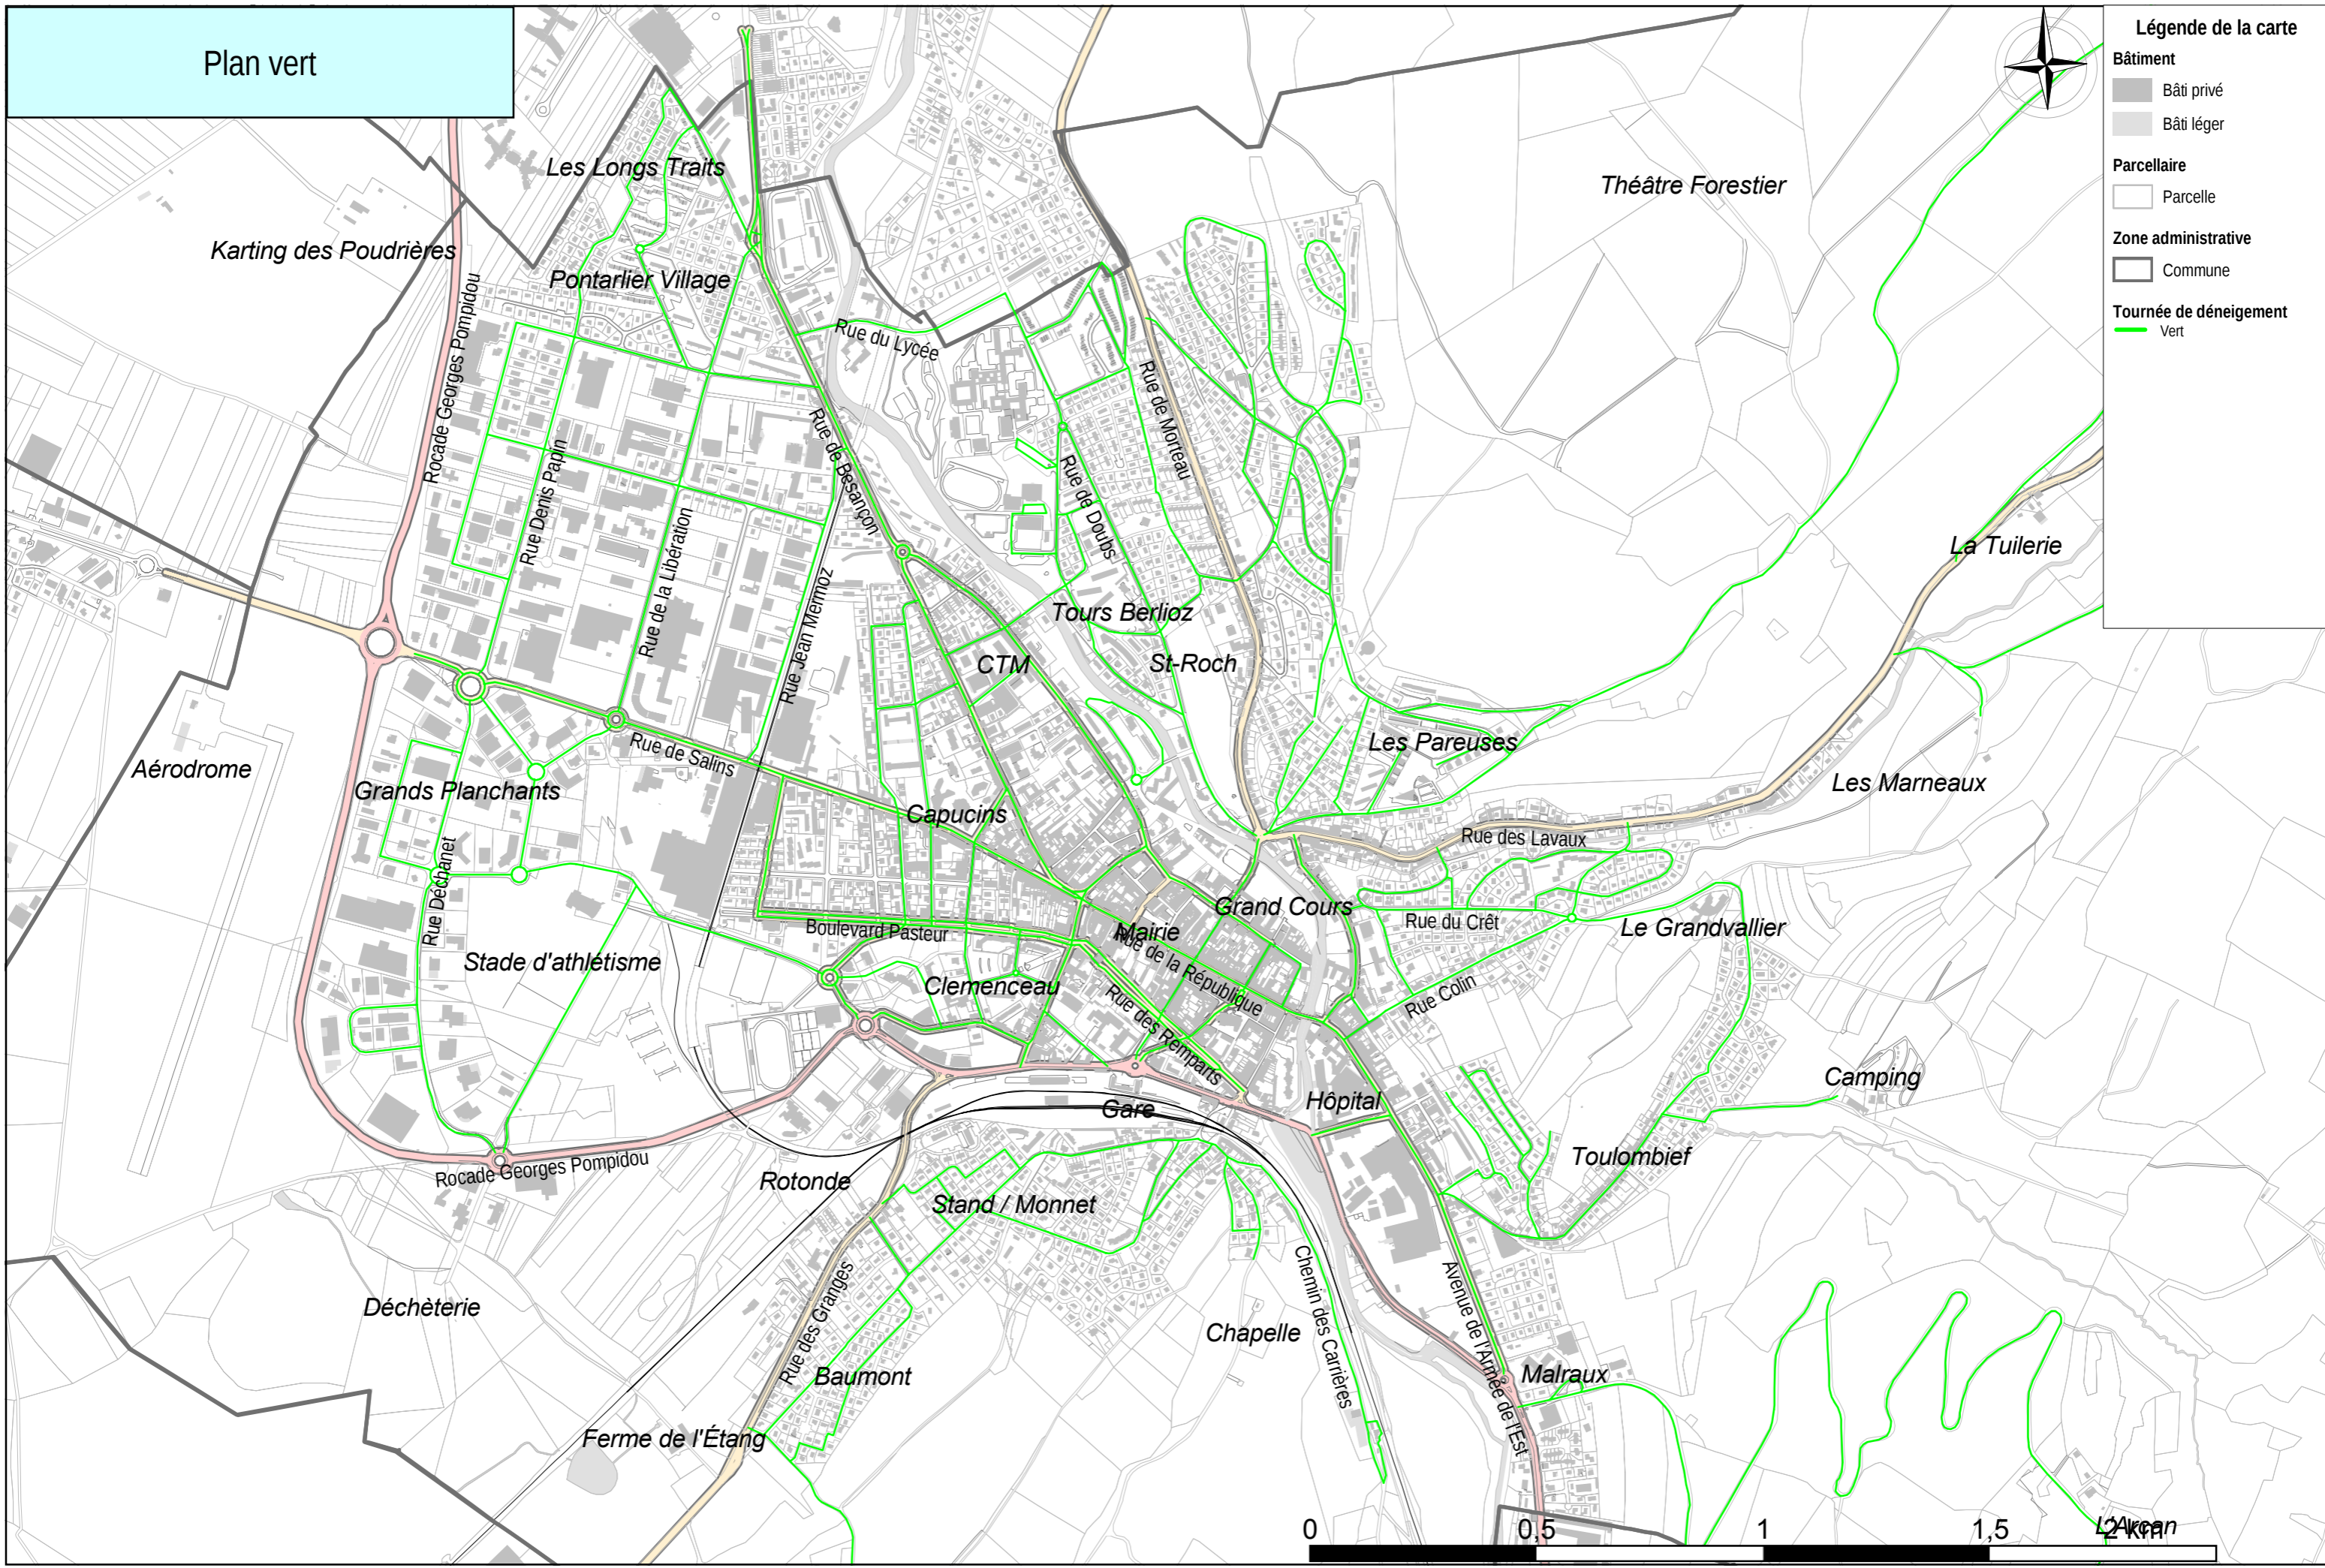 Plan vert
Légende de la carte
Bâtiment
Bâti privé
Bâti léger
Parcellaire
Parcelle
Zone administrative
Commune
Tournée de déneigement
Vert
Les Longs Traits
Théâtre Forestier
Karting des Poudrières
Pontarlier Village
Rue du Lycée
Rocade Georges Pompidou
Rue de Morteau
Rue de Besançon
Rue Denis Papin
Rue de Doubs
Rue de la Libération
La Tuilerie
Rue Jean Mermoz
Tours Berlioz
CTM
St-Roch
Rue de Salins
Les Pareuses
Aérodrome
Grands Planchants
Les Marneaux
Capucins
Rue des Lavaux
Rue Déchanet
Grand Cours
Rue du Crêt
Le Grandvallier
Boulevard Pasteur
Mairie
Rue de la République
Stade d'athlétisme
Clemenceau
Rue Colin
Rue des Remparts
Camping
Gare
Hôpital
Toulombief
Rocade Georges Pompidou
Rotonde
Stand / Monnet
Déchèterie
Rue des Granges
Chemin des Carrières
Avenue de l'Armée de l'Est
Chapelle
Baumont
Malraux
Ferme de l'Étang
L'Arcan
0 0,5 1 1,5 2 km